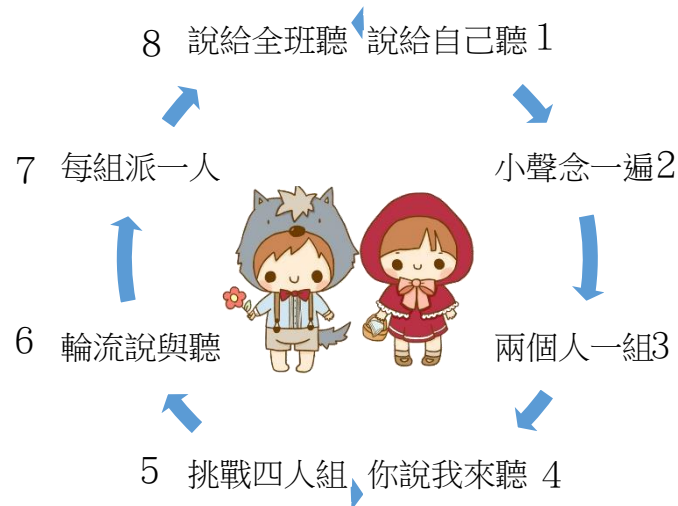 8 說給全班聽
說給自己聽 1
小聲念一遍2
兩個人一組3
你說我來聽 4
5 挑戰四人組
6 輪流說與聽
7 每組派一人